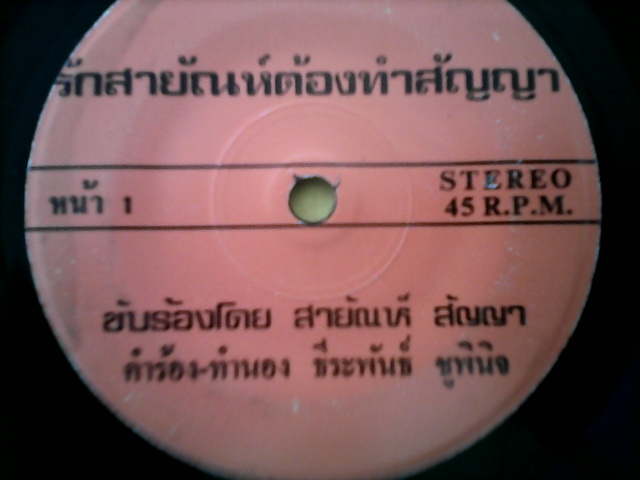 รักสายัณห์ต้องทำสัญญา
หน้า 1
STEREO
45 R.P.M.
ขับร้องโดย สายัณห์ สัญญา
คำร้อง-ทำนอง ธีระพันธ์ ชูพินิจ